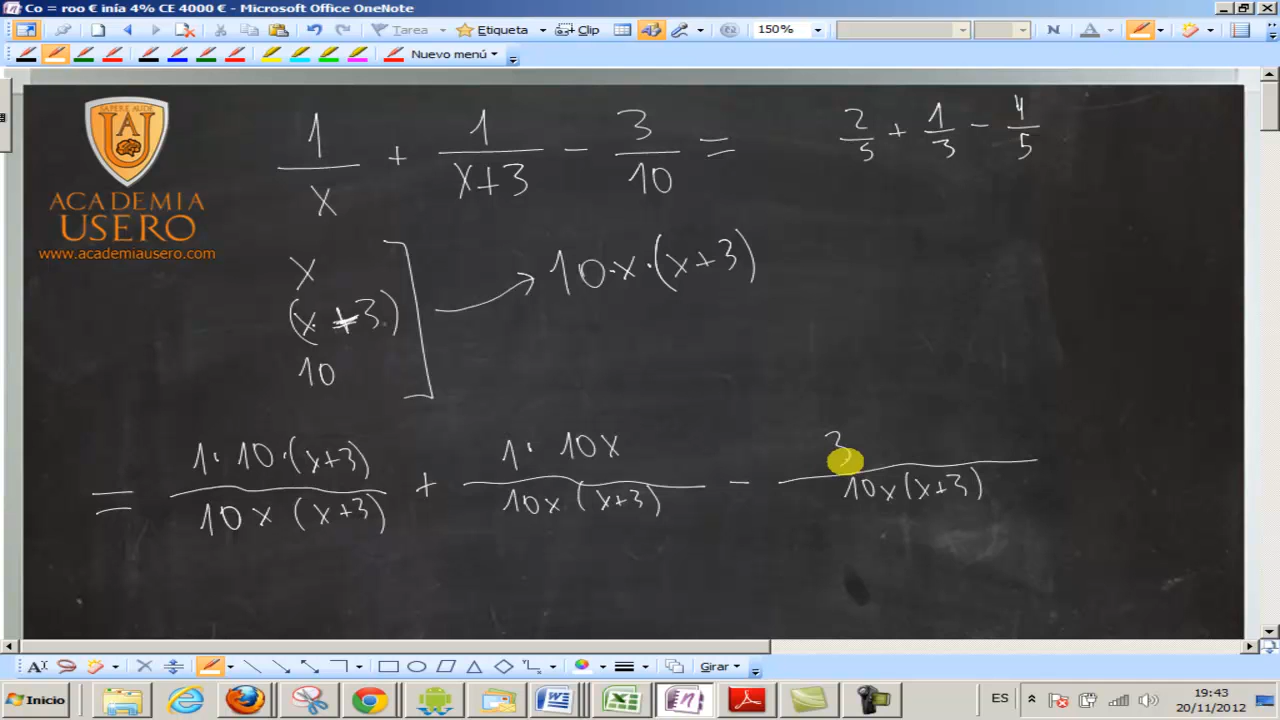 Co = roo € inía 4% CE 4000 € - Microsoft Office OneNote
Tarea Etiqueta Clip 150% N A
Nuevo menú
SAPERE AUDE
UA
ACADEMIA
USERO
www.academiausero.com
1/x + 1/(x+3) - 3/10 =
2/5 + 1/3 - 4/5
x
(x+3)
10
10·x·(x+3)
= 1·10·(x+3)/10x(x+3) + 1·10x/10x(x+3) - 3/10x(x+3)
Girar
Inicio
ES
19:43
20/11/2012